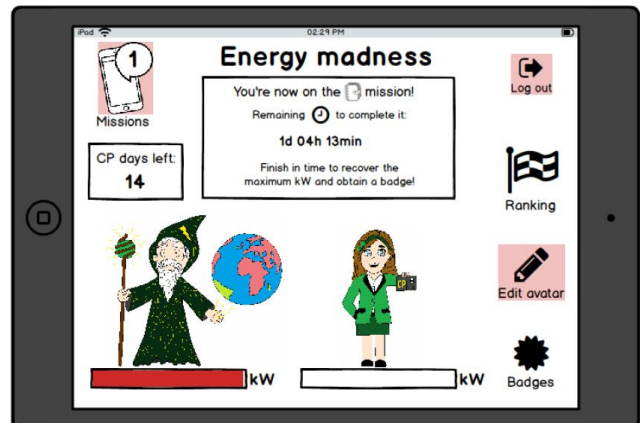 iPad
02:29 PM
1
Missions
Energy madness
You're now on the mission!
Remaining to complete it:
1d 04h 13min
Finish in time to recover the
maximum kW and obtain a badge!
Log out
CP days left:
14
Ranking
CP
Edit avatar
kW
kW
Badges